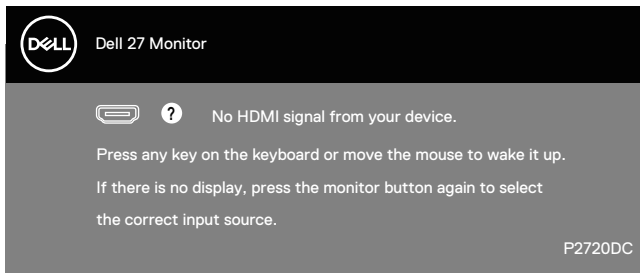 DELL
Dell 27 Monitor
? No HDMI signal from your device.
Press any key on the keyboard or move the mouse to wake it up.
If there is no display, press the monitor button again to select
the correct input source.
P2720DC